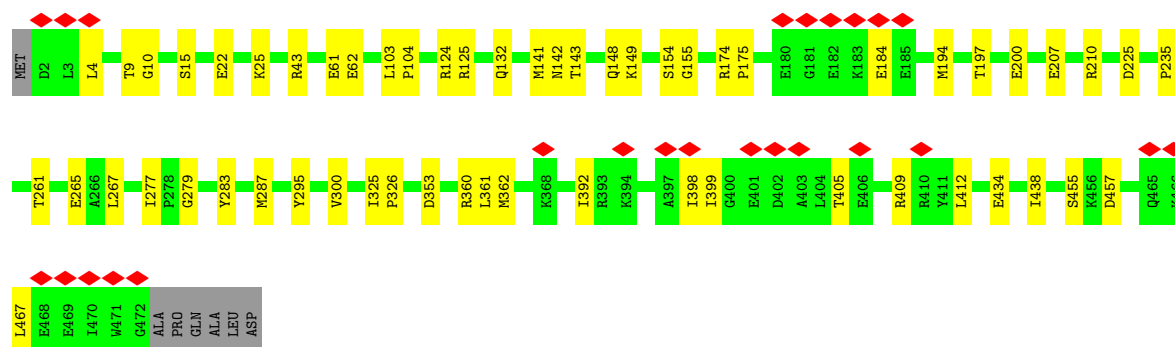 MET D2 L3 L4 T9 G10 S15 E22 K25 R43 E61 E62 L103 P104 R124 R125 Q132 M141 N142 T143 Q148 K149 S154 G155 R174 P175 E180 G181 E182 K183 E184 E185 M194 T197 E200 E207 R210 D225 P235
T261 E265 A266 L267 I277 P278 G279 Y283 M287 Y295 V300 I325 P326 D353 R360 L361 M362 K368 I392 R393 K394 A397 I398 I399 G400 E401 D402 A403 L404 T405 E406 R409 R410 Y411 L412 E434 I438 S455 K456 D457 Q465
L467 E468 E469 I470 W471 G472 ALA PRO GLN ALA LEU ASP